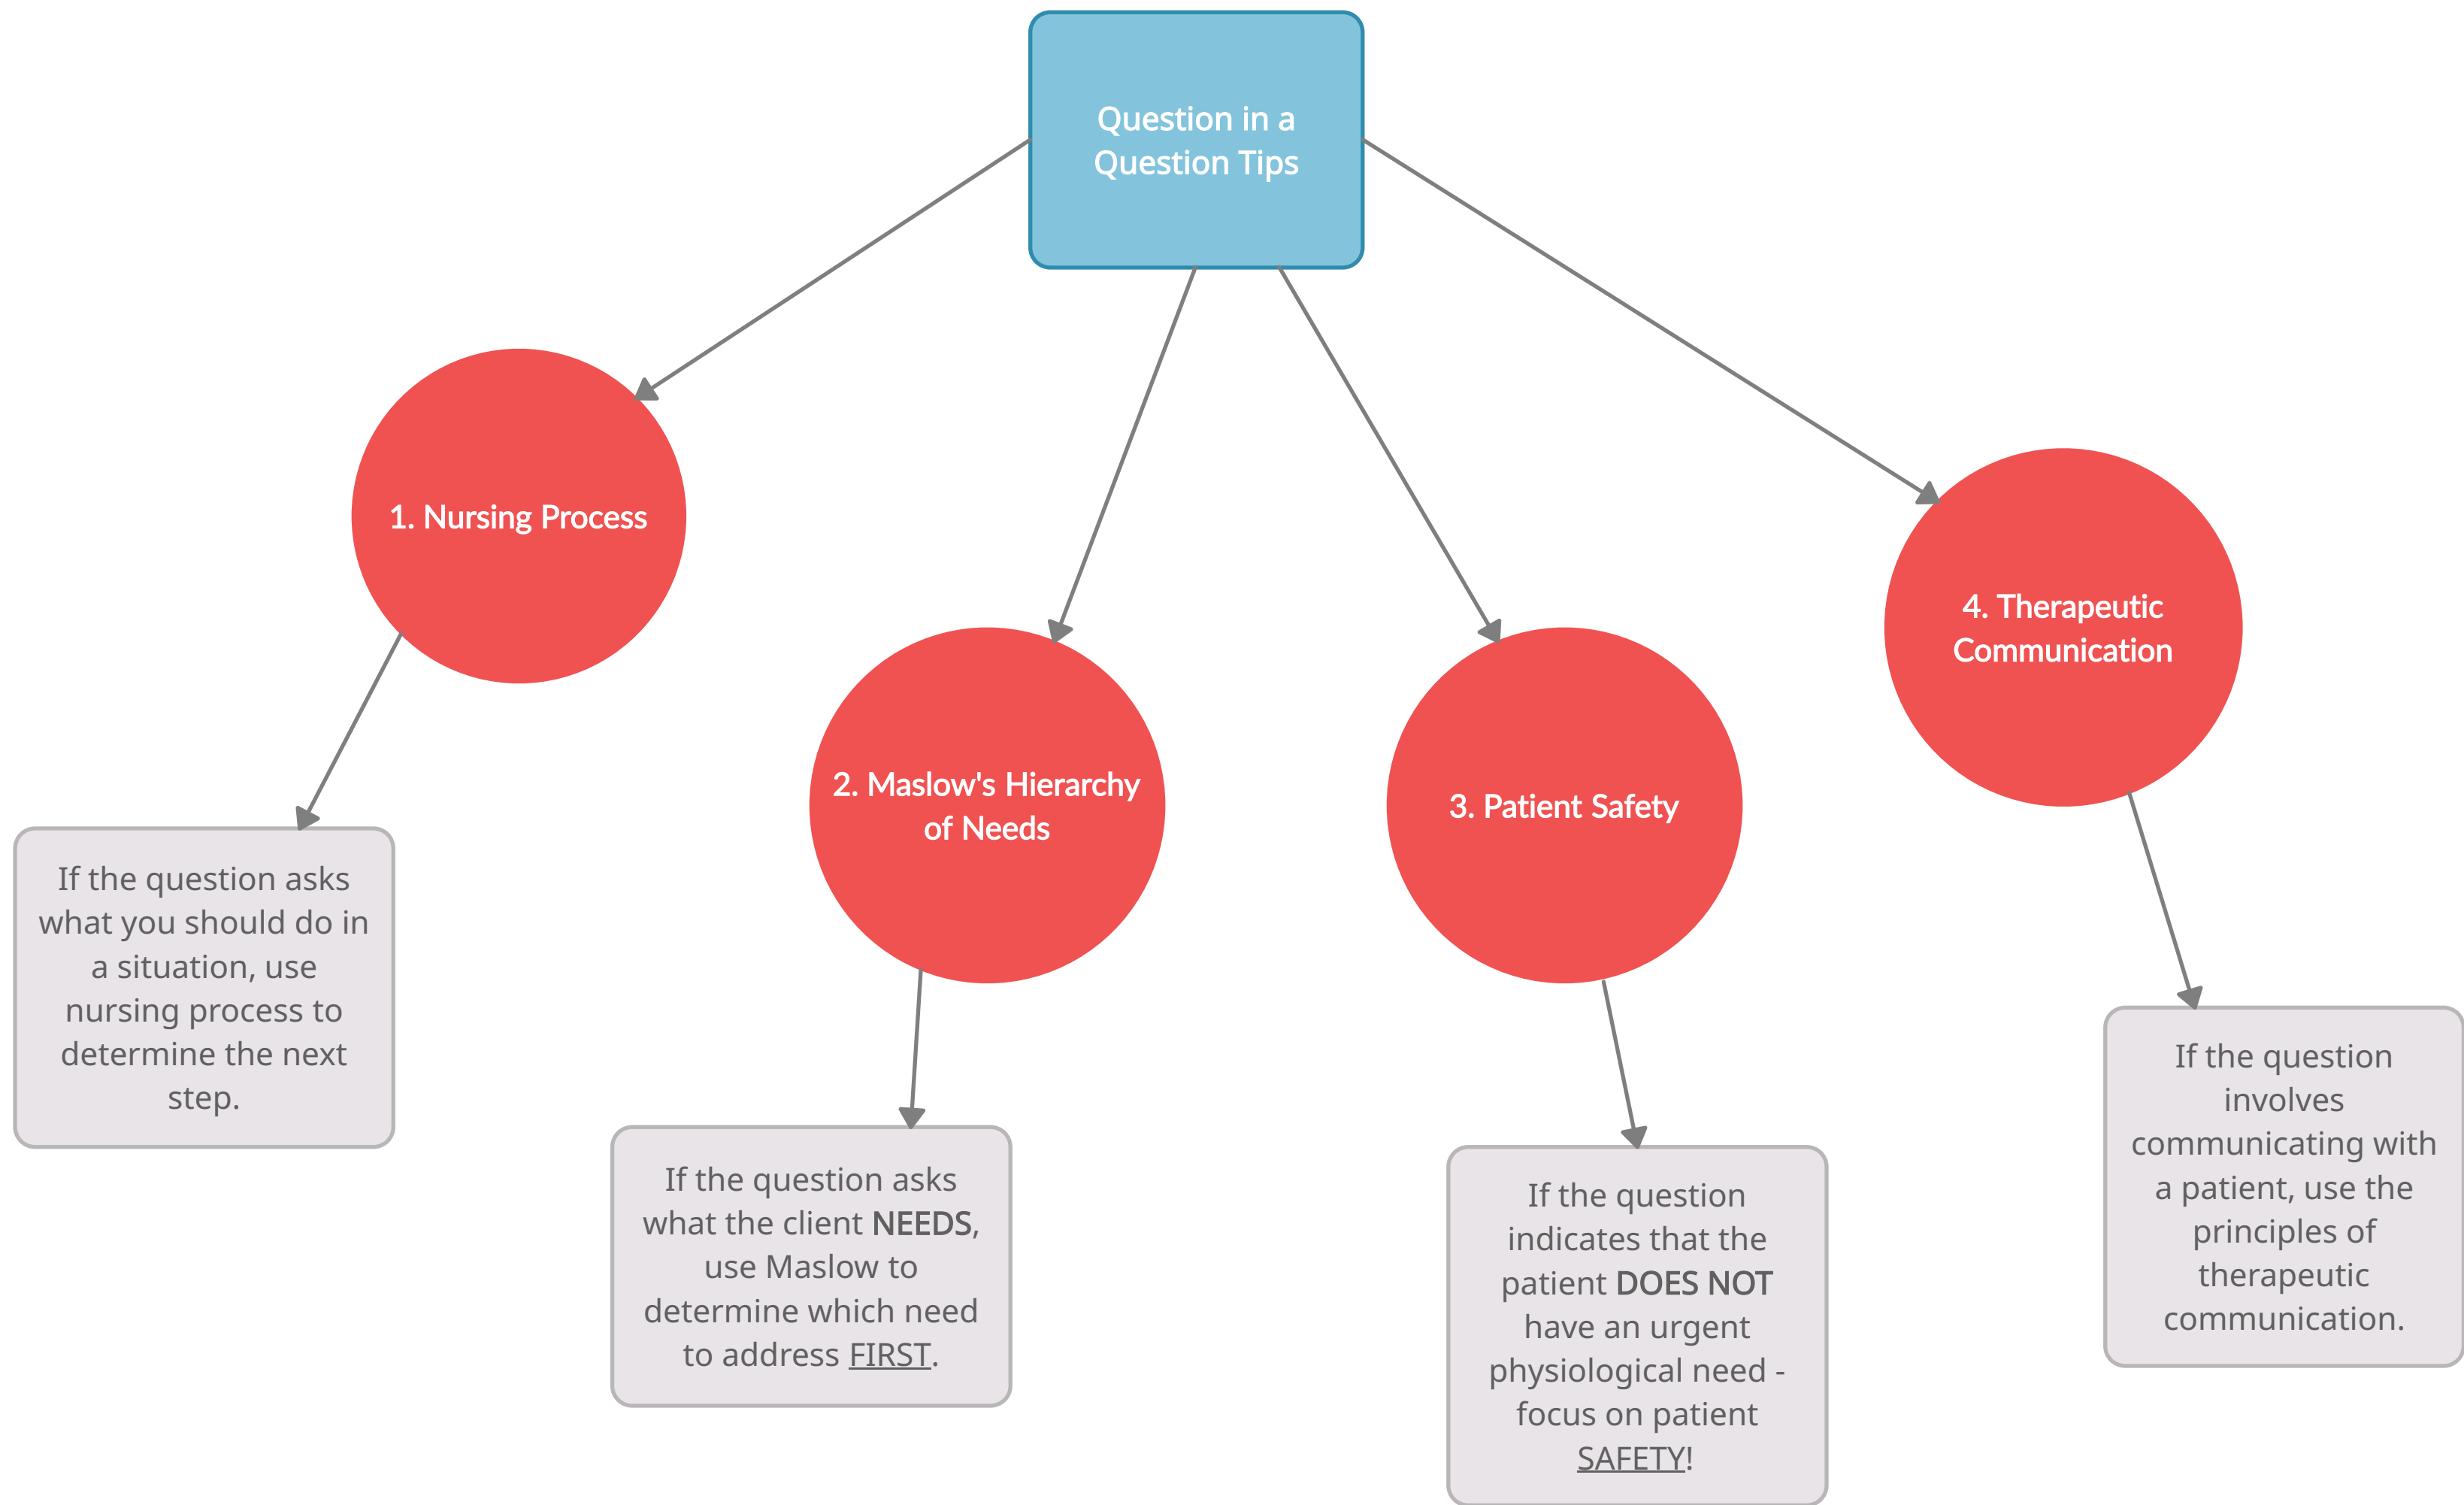 Question in a
Question Tips
1. Nursing Process
If the question asks
what you should do in
a situation, use
nursing process to
determine the next
step.
2. Maslow's Hierarchy
of Needs
If the question asks
what the client NEEDS,
use Maslow to
determine which need
to address FIRST.
3. Patient Safety
If the question
indicates that the
patient DOES NOT
have an urgent
physiological need -
focus on patient
SAFETY!
4. Therapeutic
Communication
If the question
involves
communicating with
a patient, use the
principles of
therapeutic
communication.